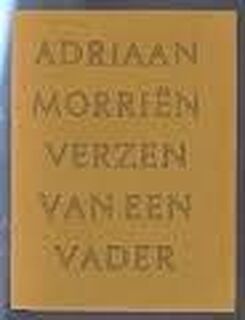 ADRIAAN
MORRIËN
VERZEN
VAN EEN
VADER